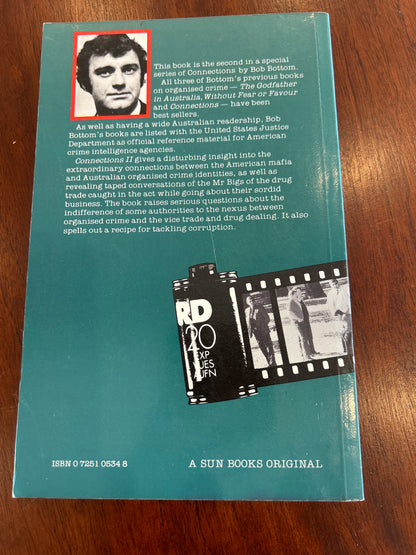 This book is the second in a special
series of Connections by Bob Bottom.
All three of Bottom's previous books
on organised crime — The Godfather
in Australia, Without Fear or Favour
and Connections — have been
best sellers.
As well as having a wide Australian readership, Bob
Bottom's books are listed with the United States Justice
Department as official reference material for American
crime intelligence agencies.
Connections II gives a disturbing insight into the
extraordinary connections between the American mafia
and Australian organised crime identities, as well as
revealing taped conversations of the Mr Bigs of the drug
trade caught in the act while going about their sordid
business. The book raises serious questions about the
indifference of some authorities to the nexus between
organised crime and the vice trade and drug dealing. It also
spells out a recipe for tackling corruption.
RD
20
EXP
UES
AUFN
ISBN 0 7251 0534 8
A SUN BOOKS ORIGINAL